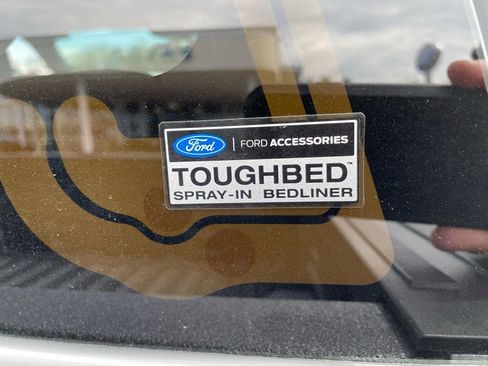 Ford | FORD ACCESSORIES
TOUGHBED™
SPRAY-IN BEDLINER